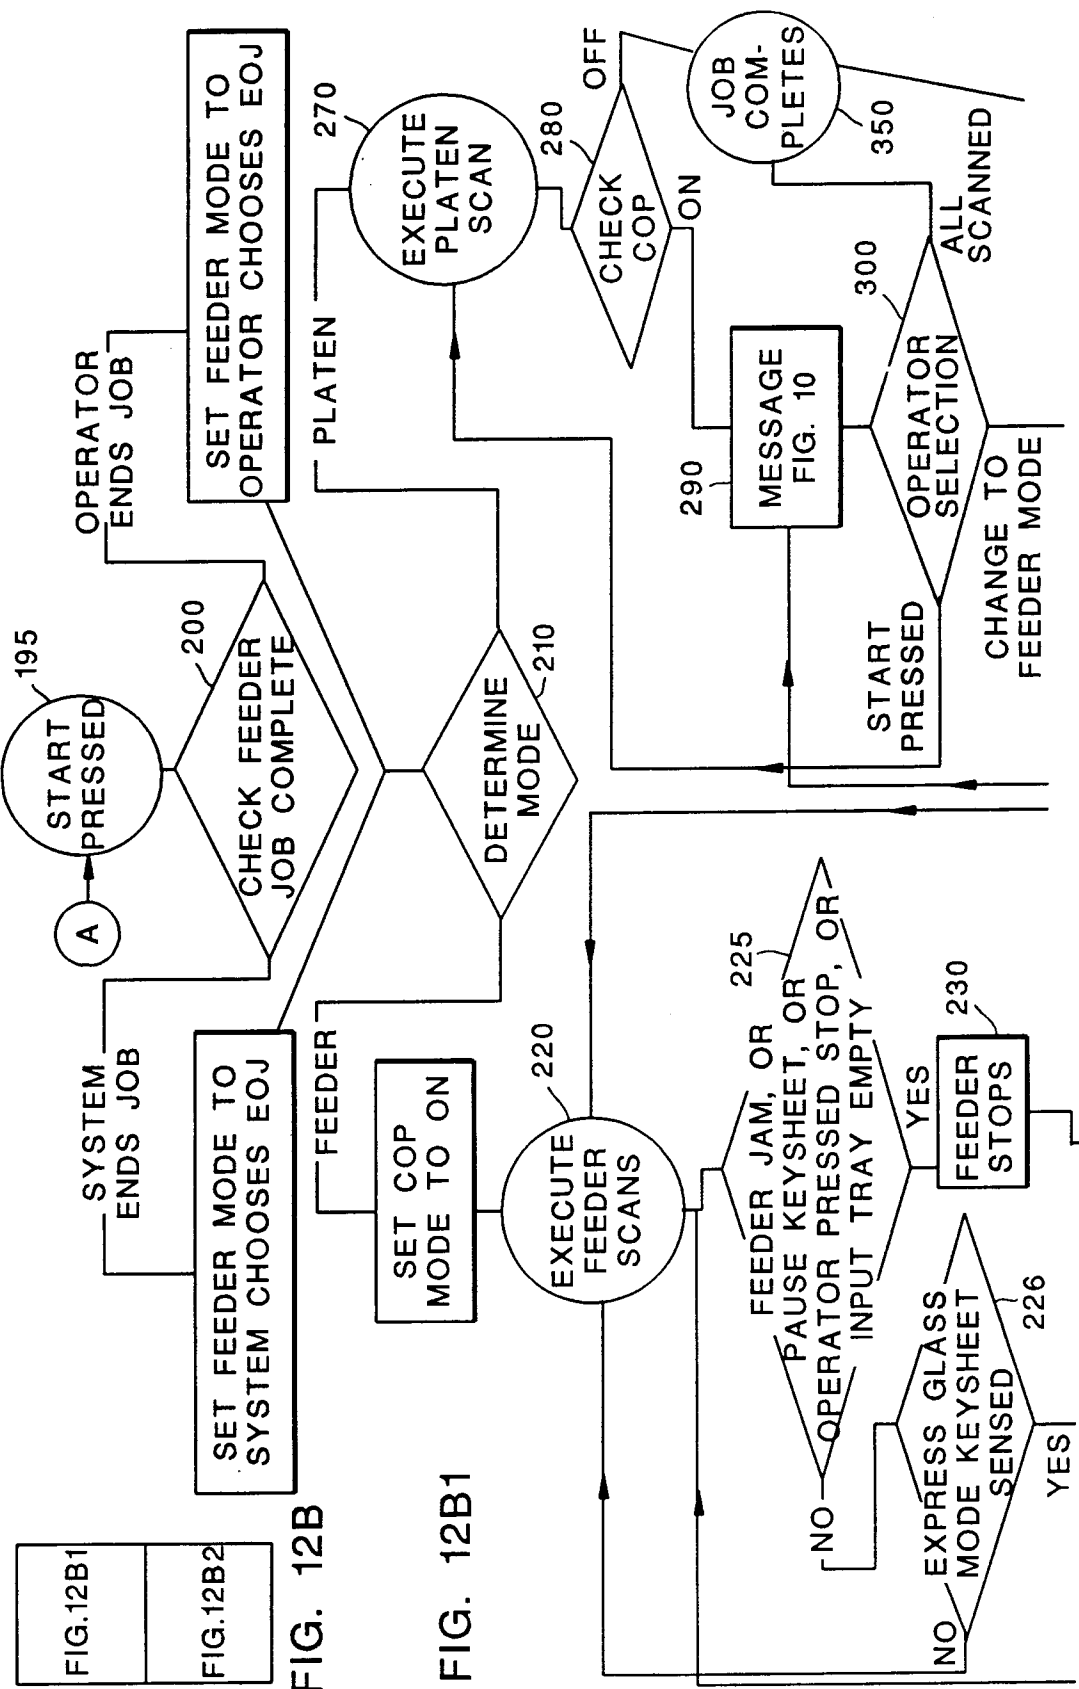 FIG.12B1
FIG.12B2
FIG. 12B
FIG. 12B1
A
START
PRESSED
195
CHECK FEEDER
JOB COMPLETE
200
SYSTEM
ENDS JOB
OPERATOR
ENDS JOB
SET FEEDER MODE TO
SYSTEM CHOOSES EOJ
SET FEEDER MODE TO
OPERATOR CHOOSES EOJ
DETERMINE
MODE
210
FEEDER
PLATEN
SET COP
MODE TO ON
EXECUTE
FEEDER
SCANS
220
FEEDER JAM, OR
PAUSE KEYSHEET, OR
OPERATOR PRESSED STOP, OR
INPUT TRAY EMPTY
225
NO
YES
FEEDER
STOPS
230
EXPRESS GLASS
MODE KEYSHEET
SENSED
226
NO
YES
EXECUTE
PLATEN
SCAN
270
CHECK
COP
280
OFF
ON
MESSAGE
FIG. 10
290
OPERATOR
SELECTION
300
START
PRESSED
ALL
SCANNED
CHANGE TO
FEEDER MODE
JOB
COM-
PLETES
350